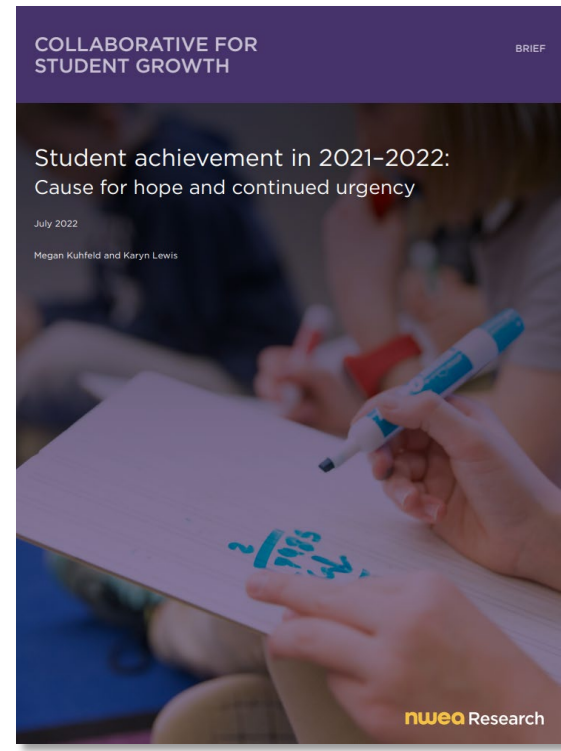 COLLABORATIVE FOR
STUDENT GROWTH
BRIEF
Student achievement in 2021–2022:
Cause for hope and continued urgency
July 2022
Megan Kuhfeld and Karyn Lewis
nwea Research